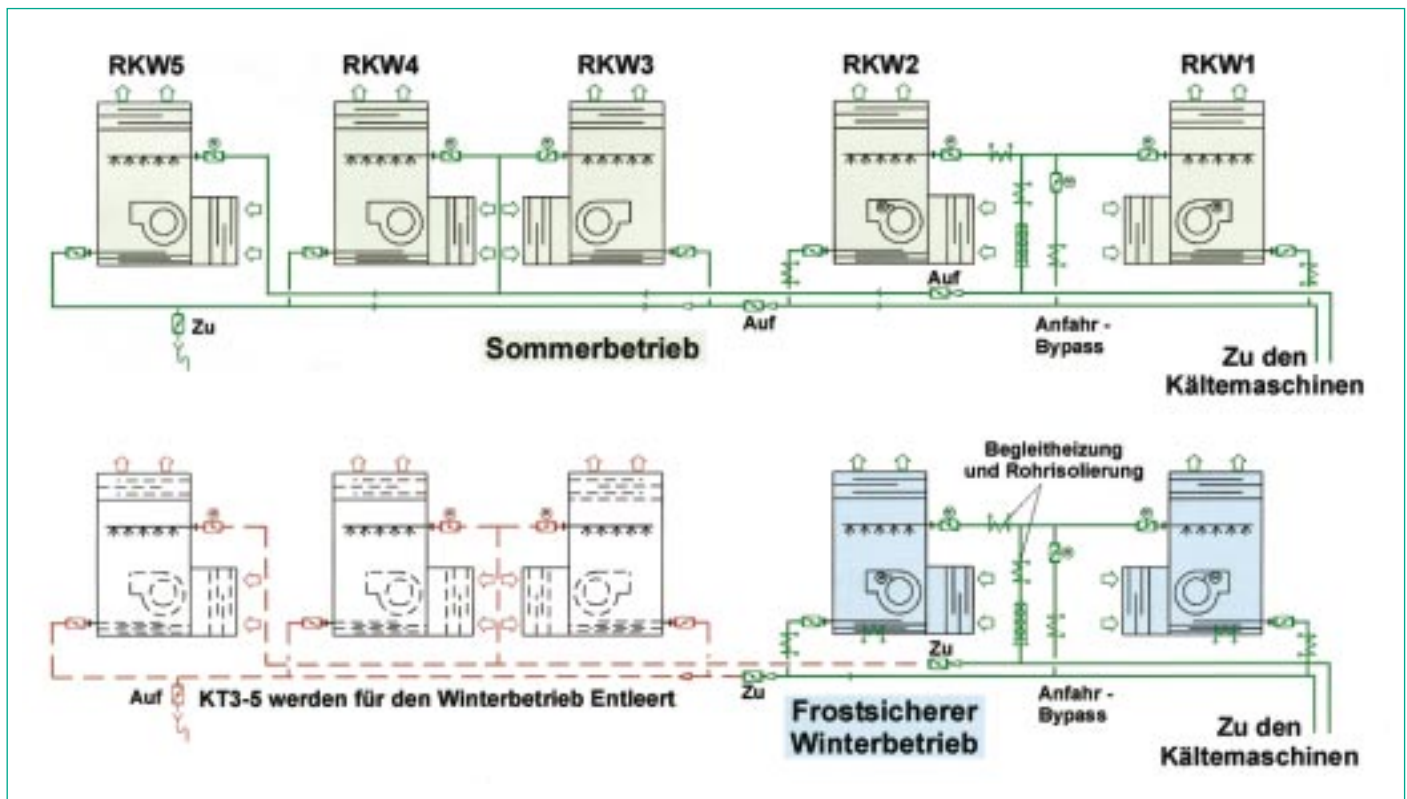 RKW5 RKW4 RKW3 RKW2 RKW1
Auf
Zu
Auf
Anfahr -
Bypass
Sommerbetrieb
Zu den
Kältemaschinen
Begleitheizung
und Rohrisolierung
Zu
Auf
KT3-5 werden für den Winterbetrieb Entleert
Zu
Anfahr -
Bypass
Frostsicherer
Winterbetrieb
Zu den
Kältemaschinen